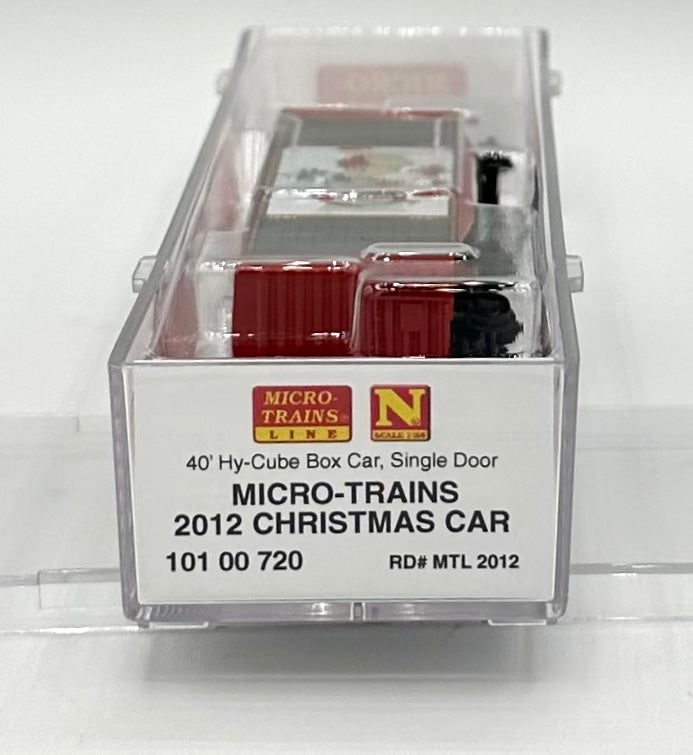 MICRO-
TRAINS®
LINE
N
SCALE 1:160
40' Hy-Cube Box Car, Single Door
MICRO-TRAINS
2012 CHRISTMAS CAR
101 00 720
RD# MTL 2012